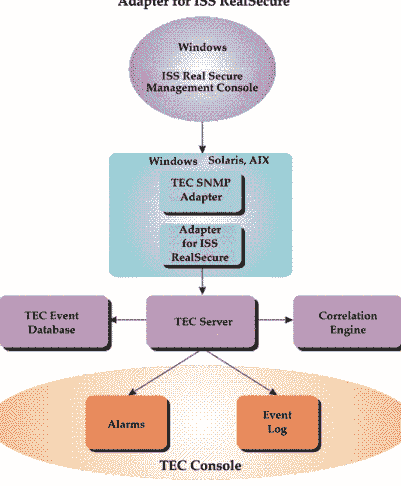 Adapter for ISS RealSecure
Windows
ISS Real Secure
Management Console
Windows Solaris, AIX
TEC SNMP
Adapter
Adapter
for ISS
RealSecure
TEC Event
Database
TEC Server
Correlation
Engine
Alarms
Event
Log
TEC Console